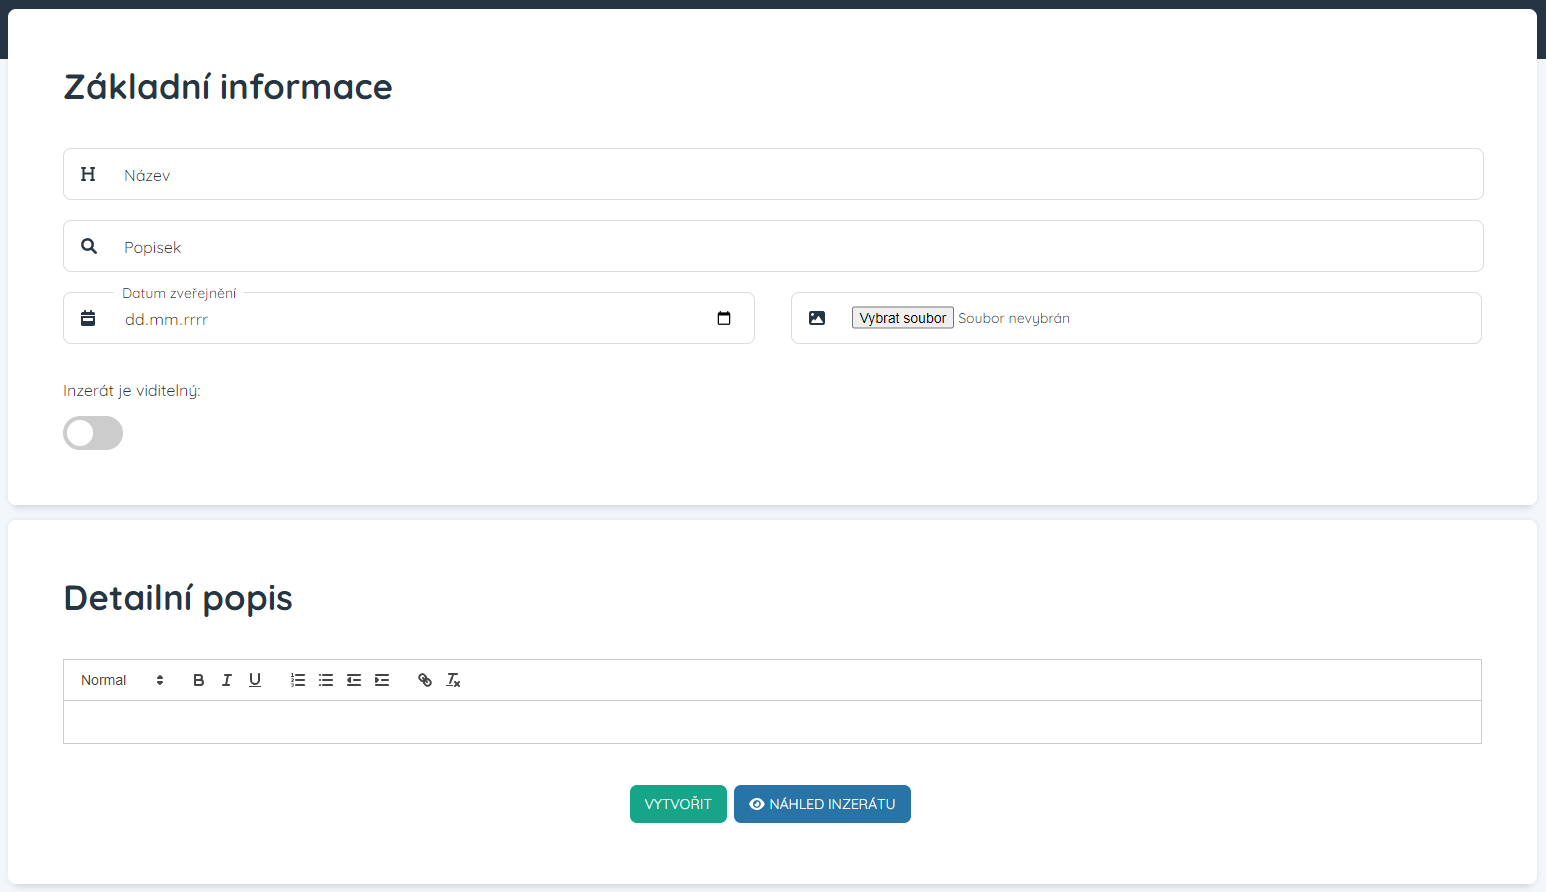 Základní informace
Název
Popisek
Datum zveřejnění
dd.mm.rrrr
Vybrat soubor Soubor nevybrán
Inzerát je viditelný:
Detailní popis
Normal
VYTVOŘIT NÁHLED INZERÁTU